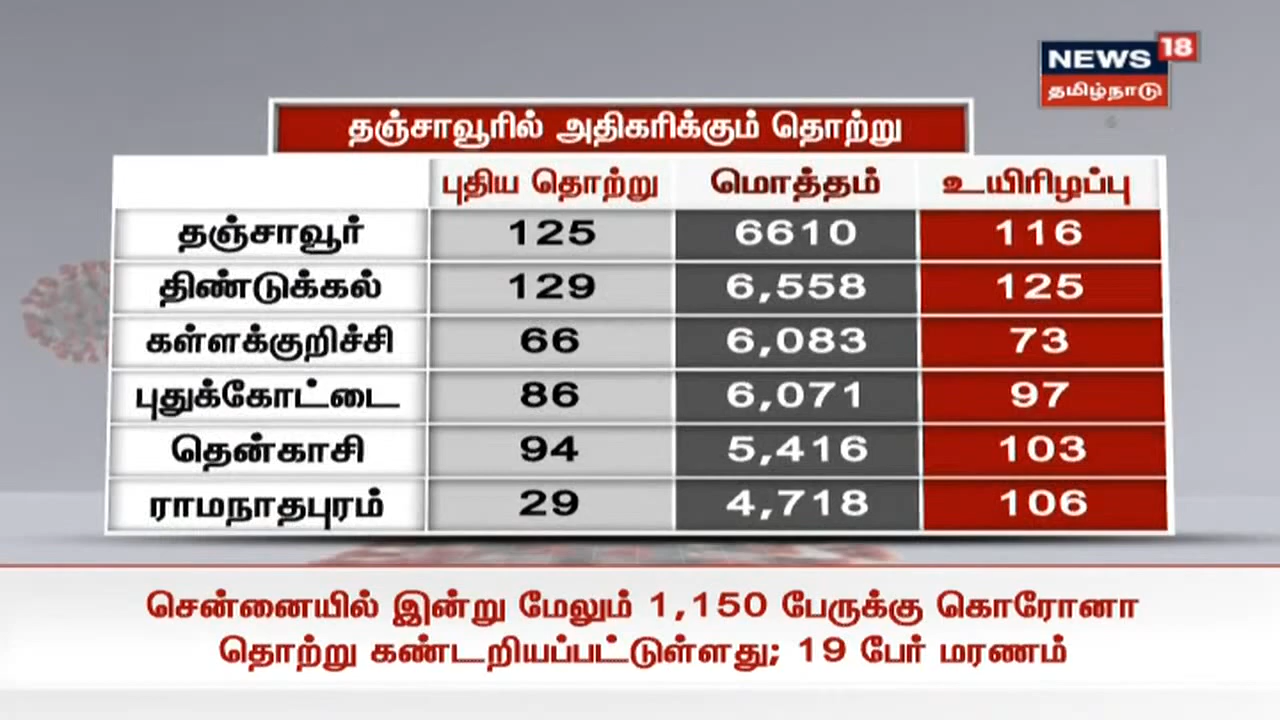 NEWS 18
தமிழ்நாடு
தஞ்சாவூரில் அதிகரிக்கும் தொற்று
புதிய தொற்று மொத்தம் உயிரிழப்பு
தஞ்சாவூர் 125 6610 116
திண்டுக்கல் 129 6,558 125
கள்ளக்குறிச்சி 66 6,083 73
புதுக்கோட்டை 86 6,071 97
தென்காசி 94 5,416 103
ராமநாதபுரம் 29 4,718 106
சென்னையில் இன்று மேலும் 1,150 பேருக்கு கொரோனா
தொற்று கண்டறியப்பட்டுள்ளது; 19 பேர் மரணம்